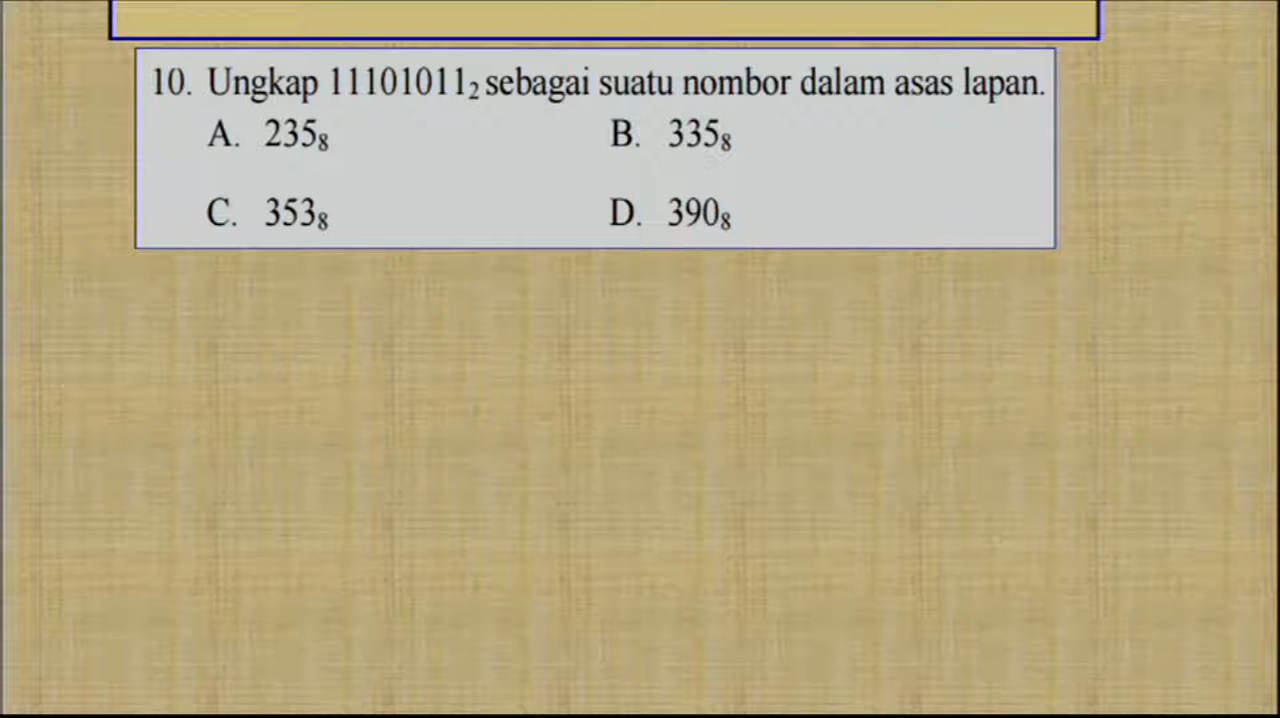 10. Ungkap 11101011₂ sebagai suatu nombor dalam asas lapan.
A. 235₈ B. 335₈
C. 353₈ D. 390₈